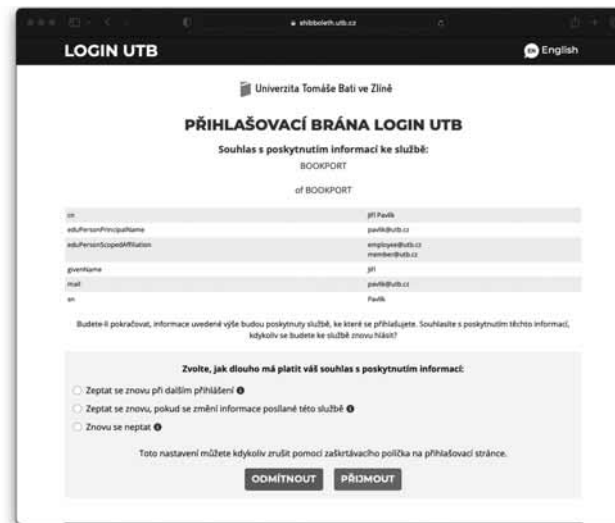 shibboleth.utb.cz
LOGIN UTB
EN English
Univerzita Tomáše Bati ve Zlíně
PŘIHLAŠOVACÍ BRÁNA LOGIN UTB
Souhlas s poskytnutím informací ke službě:
BOOKPORT
of BOOKPORT
cn Jiří Pavlík
eduPersonPrincipalName pavlik@utb.cz
eduPersonScopedAffiliation employee@utb.cz
member@utb.cz
givenName Jiří
mail pavlik@utb.cz
sn Pavlík
Budete-li pokračovat, informace uvedené výše budou poskytnuty službě, ke které se přihlašujete. Souhlasíte s poskytnutím těchto informací,
kdykoliv se budete ke službě znovu hlásit?
Zvolte, jak dlouho má platit váš souhlas s poskytnutím informací:
Zeptat se znovu při dalším přihlášení
Zeptat se znovu, pokud se změní informace posílané této službě
Znovu se neptat
Toto nastavení můžete kdykoliv zrušit pomocí zaškrtávacího políčka na přihlašovací stránce.
ODMÍTNOUT PŘIJMOUT